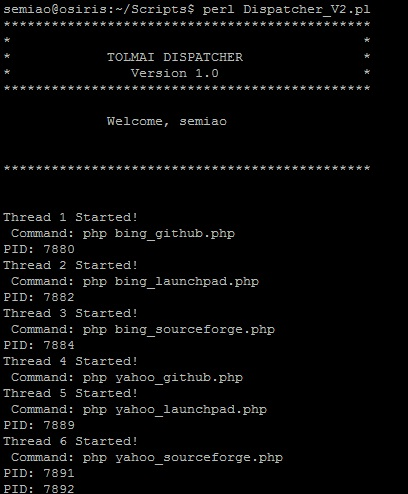 semiao@osiris:~/Scripts$ perl Dispatcher_V2.pl
**********************************************
*                                            *
*            TOLMAI DISPATCHER               *
*               Version 1.0                  *
**********************************************
Welcome, semiao
**********************************************
Thread 1 Started!
Command: php bing_github.php
PID: 7880
Thread 2 Started!
Command: php bing_launchpad.php
PID: 7882
Thread 3 Started!
Command: php bing_sourceforge.php
PID: 7884
Thread 4 Started!
Command: php yahoo_github.php
Thread 5 Started!
Command: php yahoo_launchpad.php
PID: 7889
Thread 6 Started!
Command: php yahoo_sourceforge.php
PID: 7891
PID: 7892